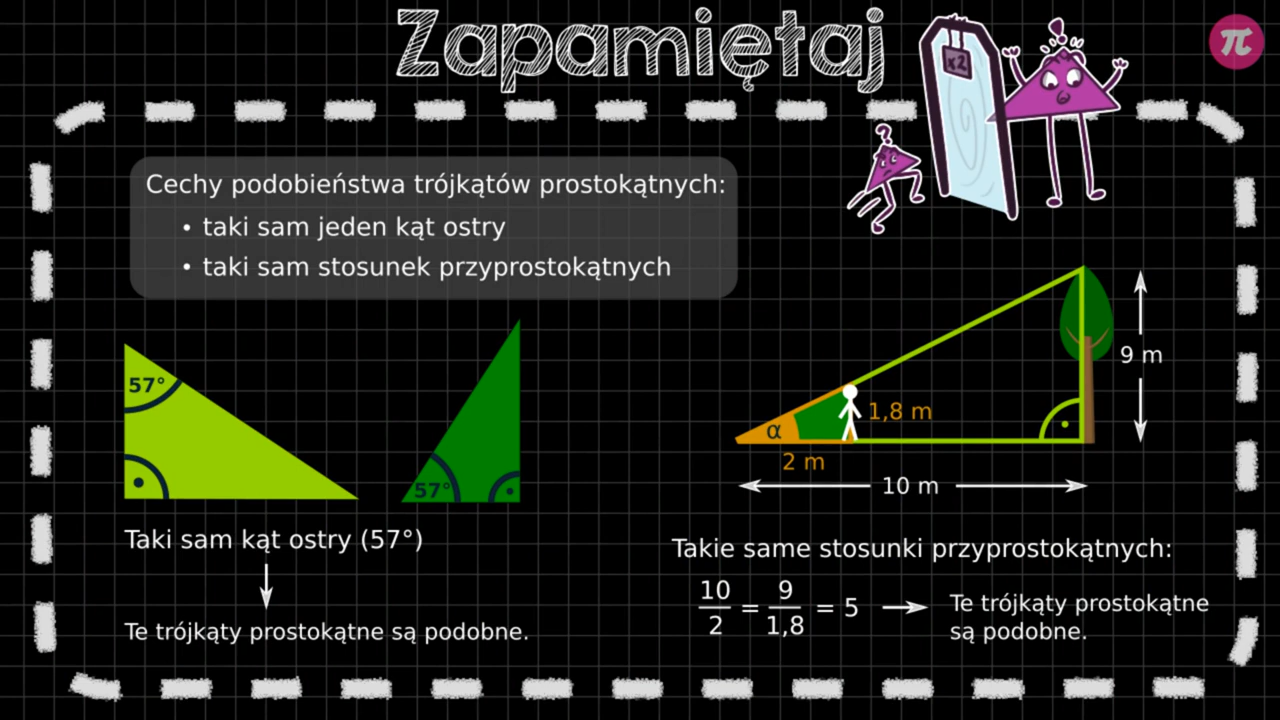 Zapamiętaj
x2
π
?
!
Cechy podobieństwa trójkątów prostokątnych:
• taki sam jeden kąt ostry
• taki sam stosunek przyprostokątnych
57°
57°
Taki sam kąt ostry (57°)
Te trójkąty prostokątne są podobne.
9 m
1,8 m
α
2 m
10 m
Takie same stosunki przyprostokątnych:
10/2 = 9/1,8 = 5
Te trójkąty prostokątne
są podobne.